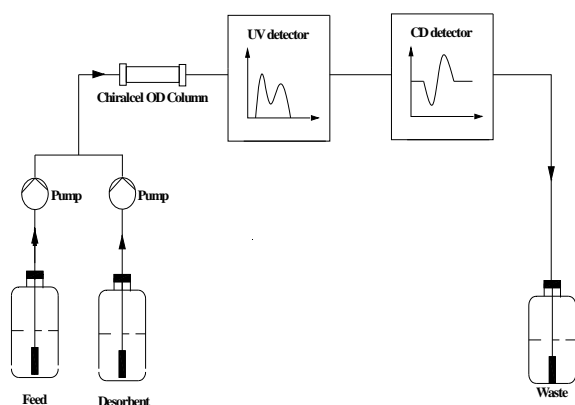 UV detector
CD detector
Chiralcel OD Column
Pump
Pump
Feed
Desorbent
Waste